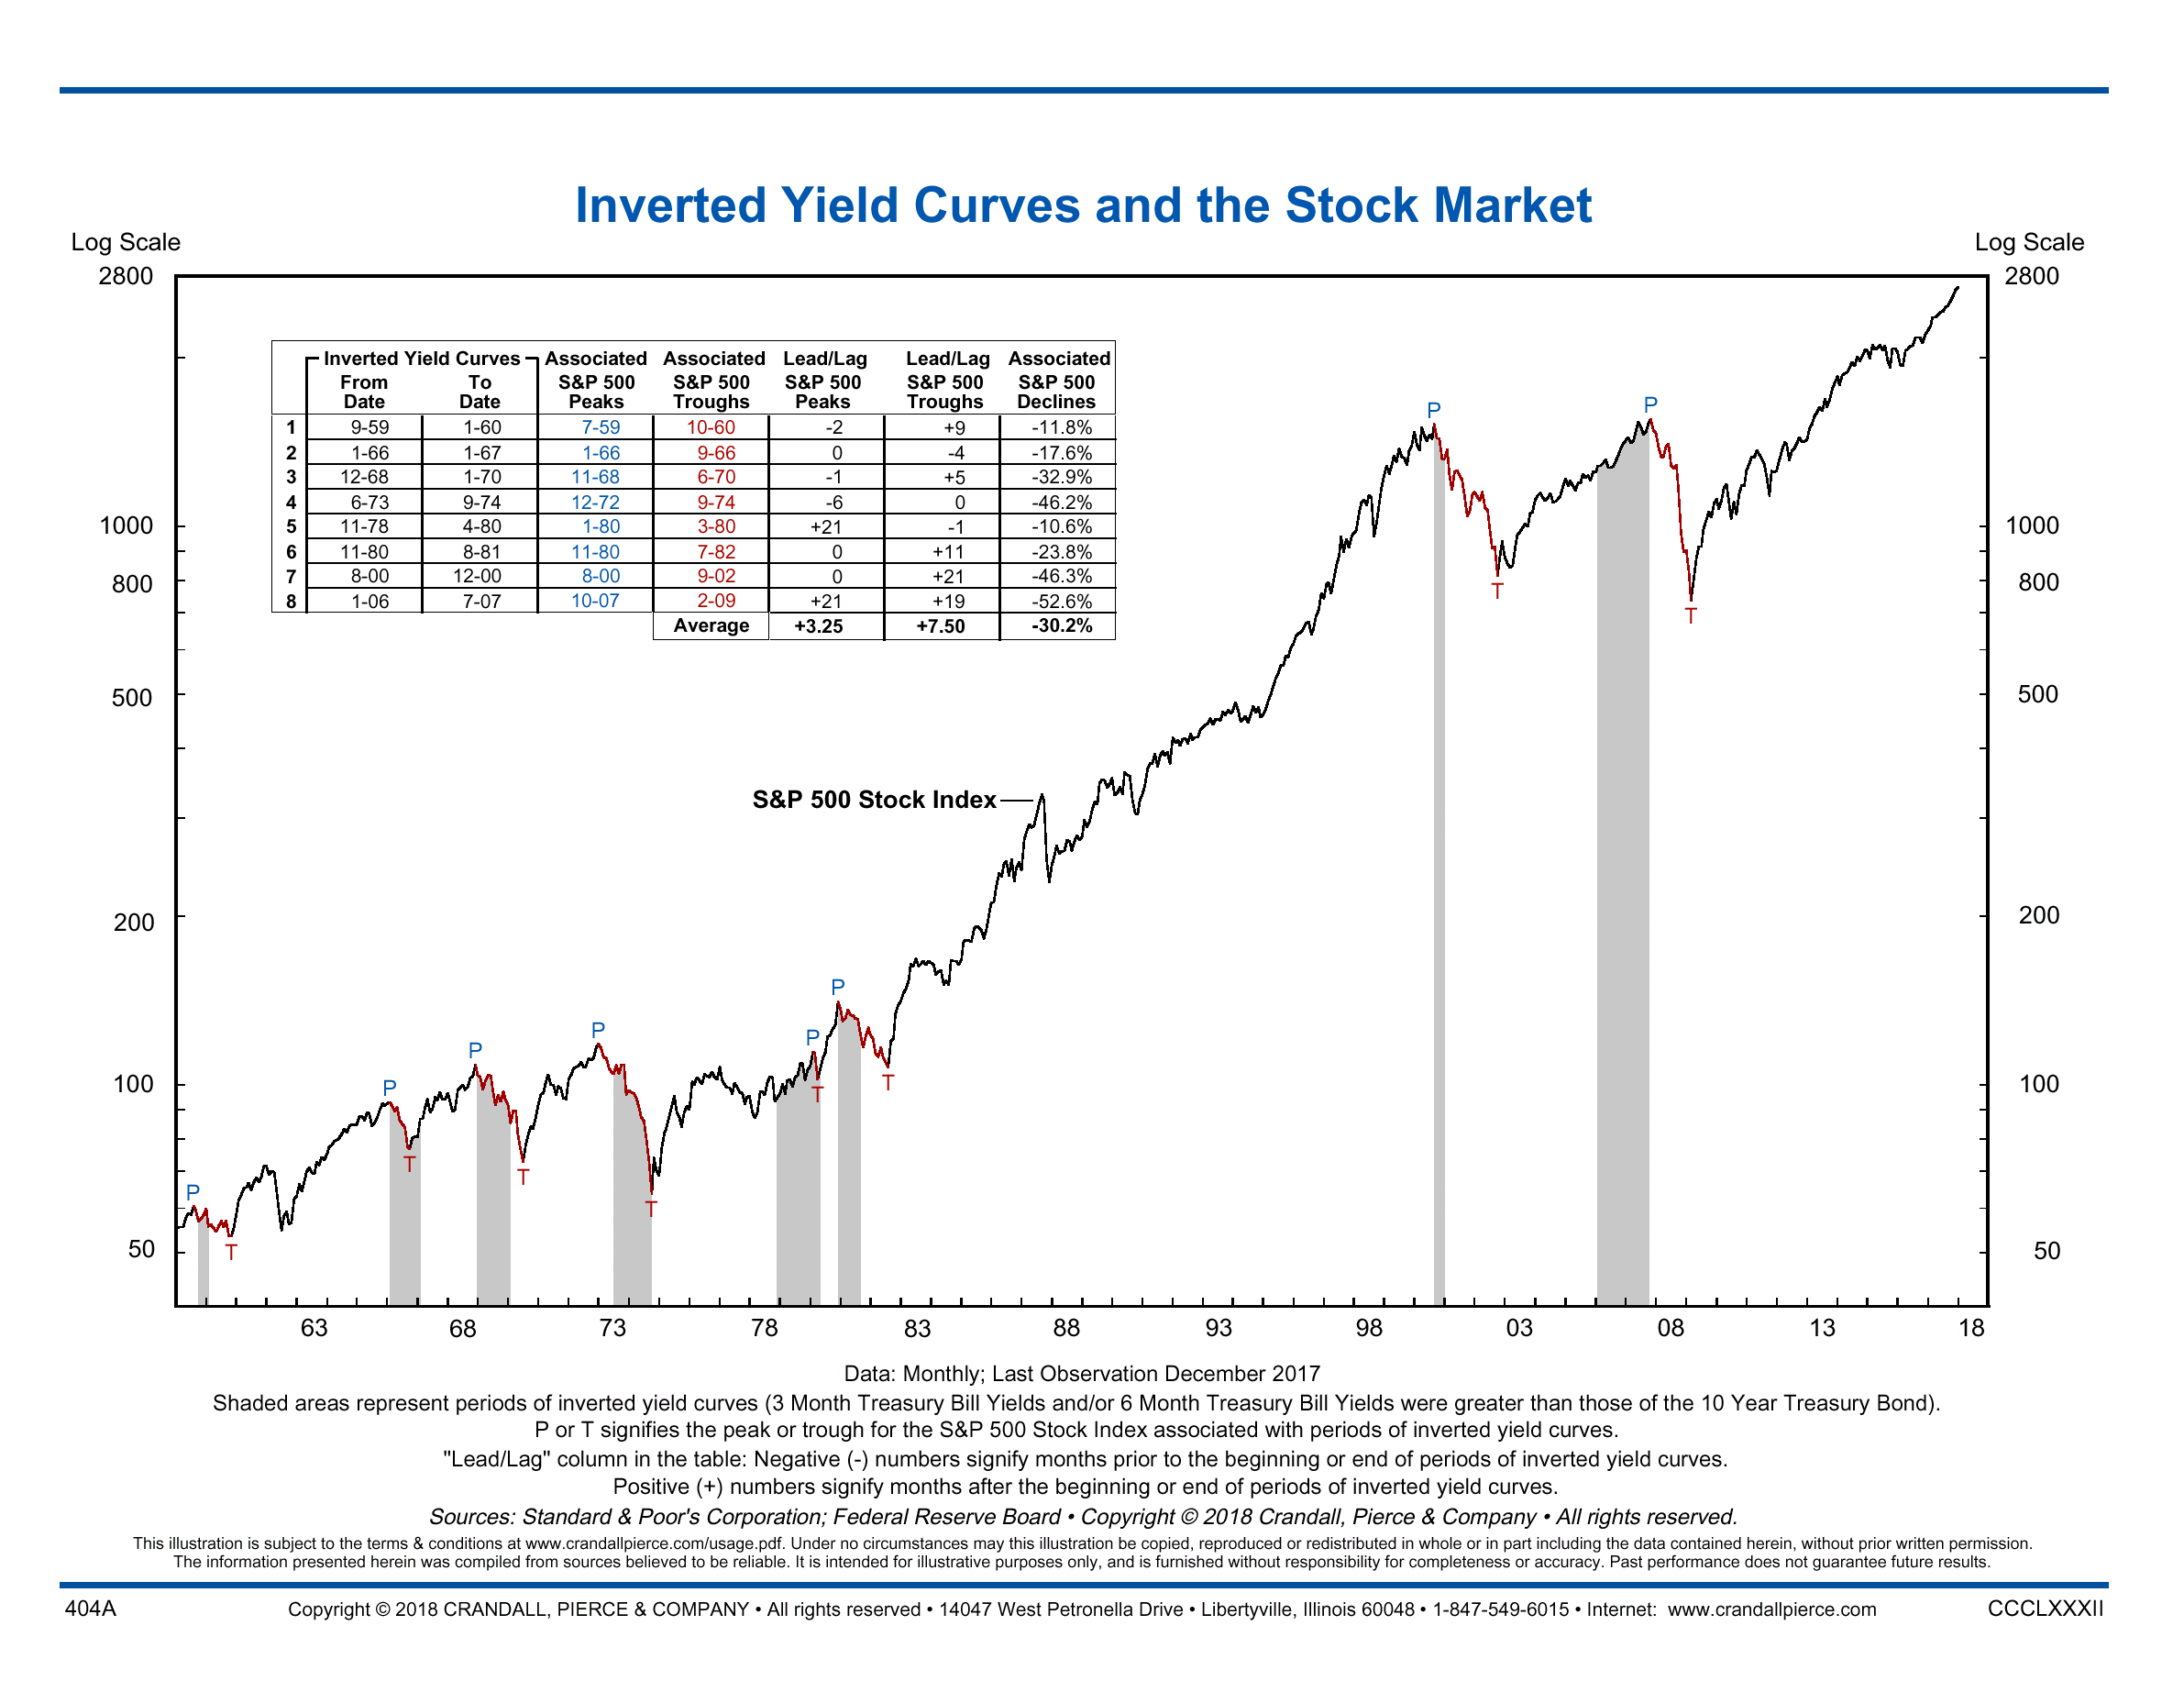 Inverted Yield Curves and the Stock Market
Log Scale Log Scale
2800 2800
Inverted Yield Curves Associated Associated Lead/Lag Lead/Lag Associated
From To S&P 500 S&P 500 S&P 500 S&P 500 S&P 500
Date Date Peaks Troughs Peaks Troughs Declines
1 9-59 1-60 7-59 10-60 -2 +9 -11.8%
2 1-66 1-67 1-66 9-66 0 -4 -17.6%
3 12-68 1-70 11-68 6-70 -1 +5 -32.9%
4 6-73 9-74 12-72 9-74 -6 0 -46.2%
5 11-78 4-80 1-80 3-80 +21 -1 -10.6%
6 11-80 8-81 11-80 7-82 0 +11 -23.8%
7 8-00 12-00 8-00 9-02 0 +21 -46.3%
8 1-06 7-07 10-07 2-09 +21 +19 -52.6%
Average +3.25 +7.50 -30.2%
P P
1000 1000
800 800
T T
500 500
S&P 500 Stock Index
200 200
P
P P P
100 100
P T T
T T
P T
50 T 50
63 68 73 78 83 88 93 98 03 08 13 18
Data: Monthly; Last Observation December 2017
Shaded areas represent periods of inverted yield curves (3 Month Treasury Bill Yields and/or 6 Month Treasury Bill Yields were greater than those of the 10 Year Treasury Bond).
P or T signifies the peak or trough for the S&P 500 Stock Index associated with periods of inverted yield curves.
"Lead/Lag" column in the table: Negative (-) numbers signify months prior to the beginning or end of periods of inverted yield curves.
Positive (+) numbers signify months after the beginning or end of periods of inverted yield curves.
Sources: Standard & Poor's Corporation; Federal Reserve Board • Copyright © 2018 Crandall, Pierce & Company • All rights reserved.
This illustration is subject to the terms & conditions at www.crandallpierce.com/usage.pdf. Under no circumstances may this illustration be copied, reproduced or redistributed in whole or in part including the data contained herein, without prior written permission.
The information presented herein was compiled from sources believed to be reliable. It is intended for illustrative purposes only, and is furnished without responsibility for completeness or accuracy. Past performance does not guarantee future results.
404A Copyright © 2018 CRANDALL, PIERCE & COMPANY • All rights reserved • 14047 West Petronella Drive • Libertyville, Illinois 60048 • 1-847-549-6015 • Internet: www.crandallpierce.com CCCLXXXII